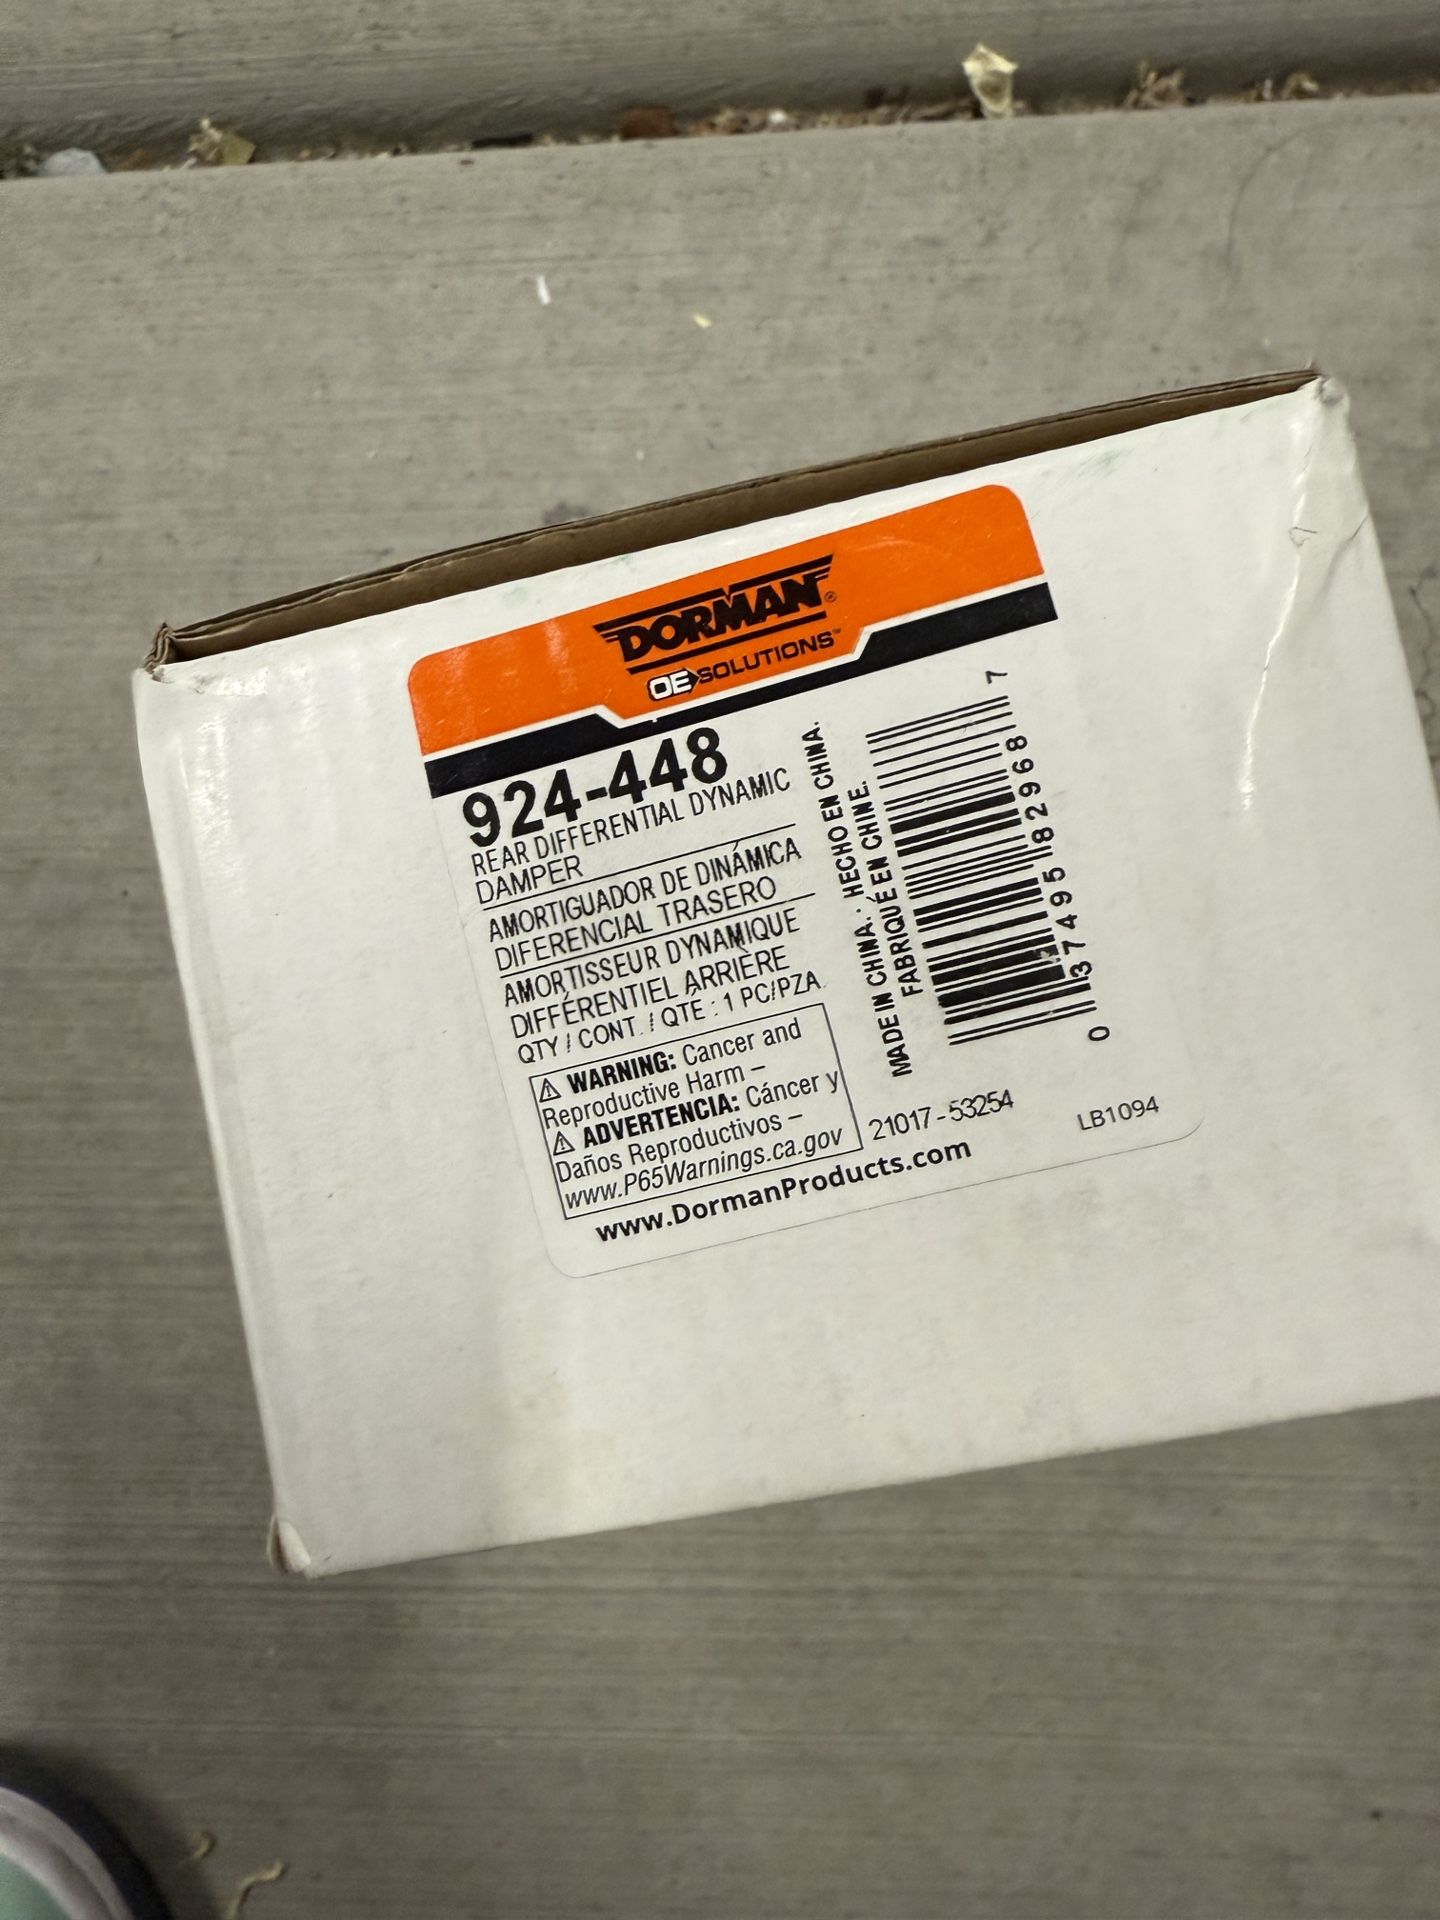 DORMAN®
OE SOLUTIONS™
924-448
REAR DIFFERENTIAL DYNAMIC
DAMPER
AMORTIGUADOR DE DINÁMICA
DIFERENCIAL TRASERO
AMORTISSEUR DYNAMIQUE
DIFFÉRENTIEL ARRIÈRE
QTY / CONT. / QTÉ : 1 PC/PZA
⚠ WARNING: Cancer and
Reproductive Harm –
⚠ ADVERTENCIA: Cáncer y
Daños Reproductivos –
www.P65Warnings.ca.gov
www.DormanProducts.com
MADE IN CHINA. · HECHO EN CHINA.
FABRIQUÉ EN CHINE.
0 37495 82968 7
21017 - 53254
LB1094